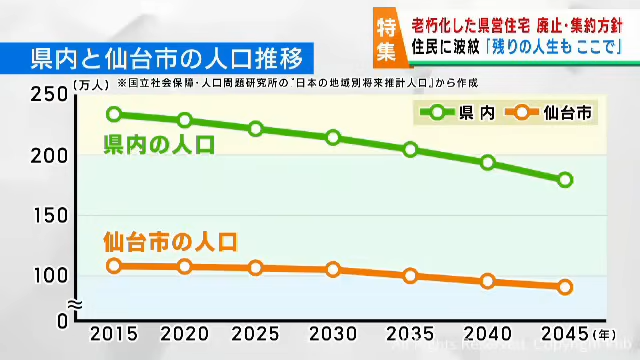 県内と仙台市の人口推移
特集
老朽化した県営住宅 廃止・集約方針
住民に波紋「残りの人生も ここで」
(万人)
※国立社会保障・人口問題研究所の"日本の地域別将来推計人口"から作成
250
県内
仙台市
県内の人口
200
150
仙台市の人口
100
0
2015 2020 2025 2030 2035 2040 2045 (年)